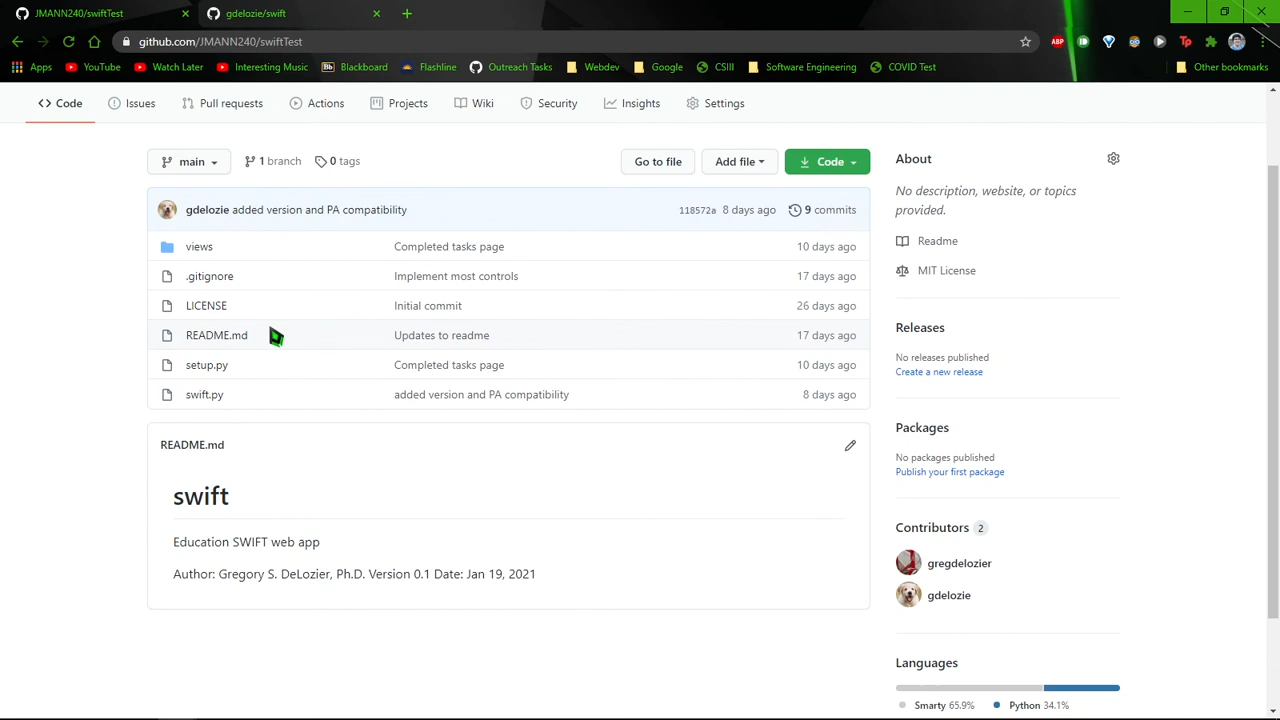 JMANN240/swiftTest
gdelozie/swift
github.com/JMANN240/swiftTest
ABP
Tp
Apps YouTube Watch Later Interesting Music Bb Blackboard Flashline Outreach Tasks Webdev Google CSIII Software Engineering COVID Test Other bookmarks
<> Code Issues Pull requests Actions Projects Wiki Security Insights Settings
main 1 branch 0 tags Go to file Add file Code
gdelozie added version and PA compatibility 118572a 8 days ago 9 commits
views Completed tasks page 10 days ago
.gitignore Implement most controls 17 days ago
LICENSE Initial commit 26 days ago
README.md Updates to readme 17 days ago
setup.py Completed tasks page 10 days ago
swift.py added version and PA compatibility 8 days ago
README.md
swift
Education SWIFT web app
Author: Gregory S. DeLozier, Ph.D. Version 0.1 Date: Jan 19, 2021
About
No description, website, or topics
provided.
Readme
MIT License
Releases
No releases published
Create a new release
Packages
No packages published
Publish your first package
Contributors 2
gregdelozier
gdelozie
Languages
Smarty 65.9% Python 34.1%